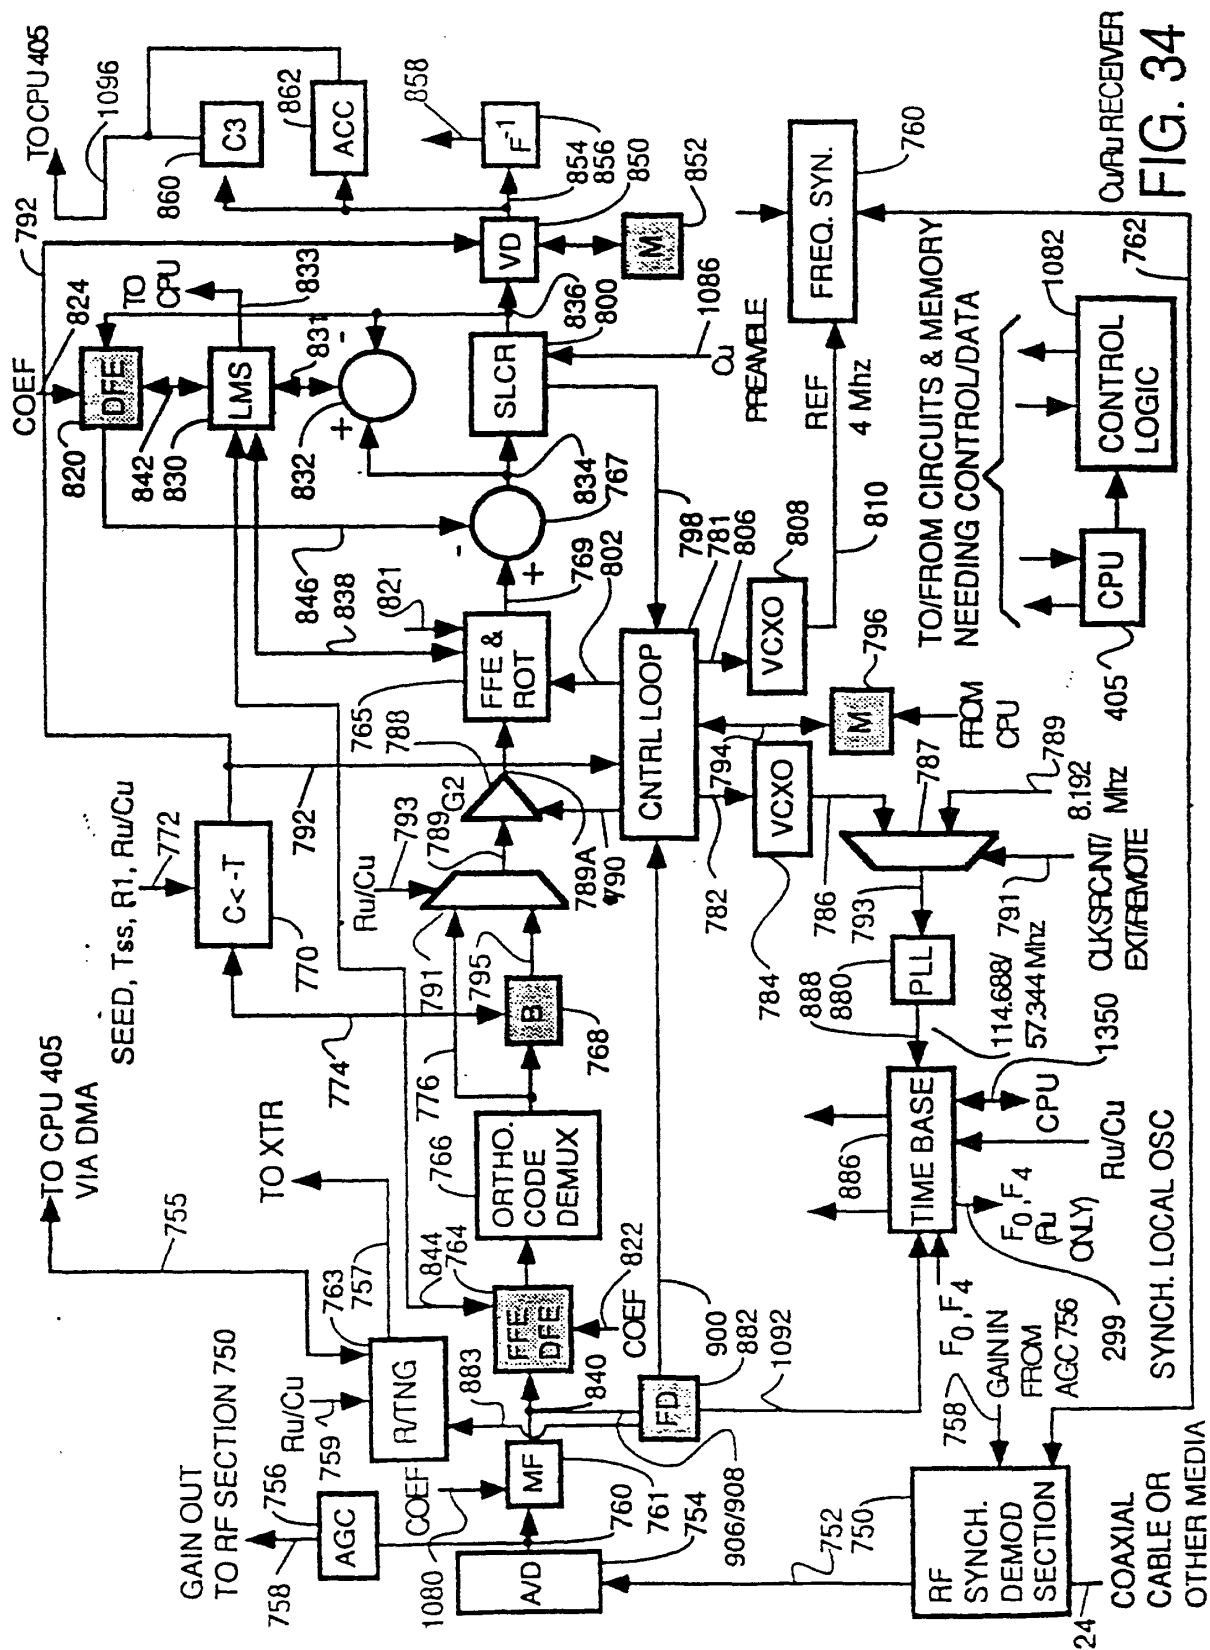 TO CPU 405
VIA DMA
TO CPU 405
1096
792
GAIN OUT
TO RF SECTION 750
755
TO XTR
SEED, Tss, R1, Ru/Cu
772
COEF
824
TO
CPU
833
860
C3
862
ACC
758
AGC
756
Ru/Cu
759
763
757
774
C<-T
770
792
820
DFE
842
830
LMS
831
832
+
-
858
1080
COEF
R/TNG
883
844
764
766
776
Ru/Cu
793
791
789
G2
765
788
846
838
(821
-
+
836
800
VD
F-1
854
856
850
A/D
MF
FFE
DFE
ORTHO.
CODE
DEMUX
B
795
768
FFE &
ROT
769
802
SLCR
834
767
M
852
760
761
754
906/908
840
COEF
822
900
882
FD
1092
789A
790
CNTRL LOOP
798
781
806
1086
Cu
PREAMBLE
FREQ. SYN.
760
782
794
VCXO
784
786
VCXO
808
810
REF
4 Mhz
M
796
FROM
CPU
752
750
RF
SYNCH.
DEMOD
SECTION
24
COAXIAL
CABLE OR
OTHER MEDIA
758
GAIN IN
FROM
AGC 756
F0, F4
886
TIME BASE
F0, F4
(Ru
ONLY)
299
Ru/Cu
CPU
1350
888
880
PLL
114.688/
57.344 Mhz
793
787
789
8.192
Mhz
791
CLK SRC-INT/
EXT/REMOTE
SYNCH. LOCAL OSC
TO/FROM CIRCUITS & MEMORY
NEEDING CONTROL/DATA
CPU
405
CONTROL
LOGIC
1082
762
Cu/Ru RECEIVER
FIG. 34